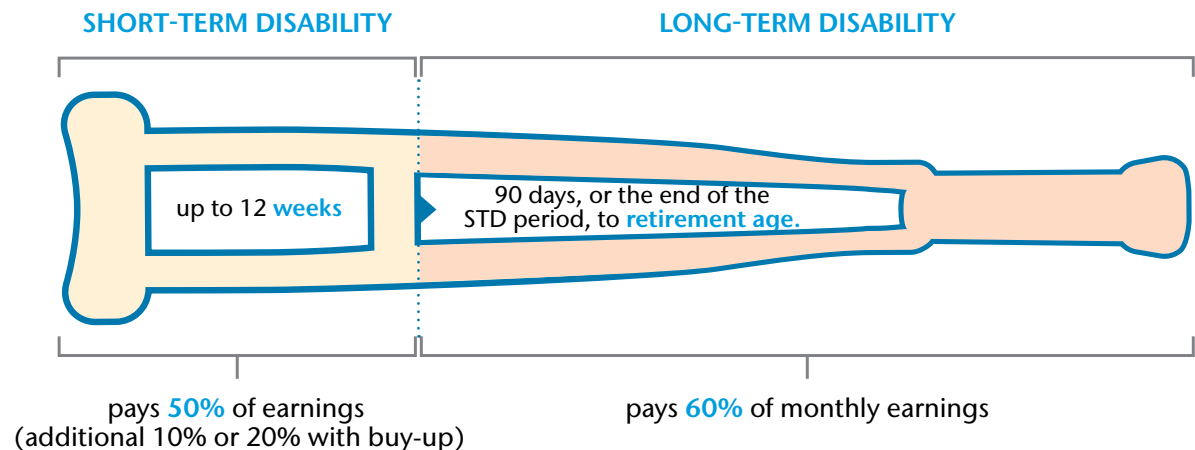 SHORT-TERM DISABILITY
LONG-TERM DISABILITY
up to 12 weeks
90 days, or the end of the
STD period, to retirement age.
pays 50% of earnings
(additional 10% or 20% with buy-up)
pays 60% of monthly earnings